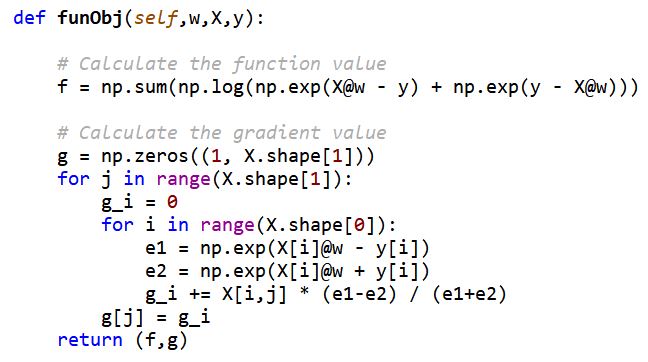 def funObj(self,w,X,y):
# Calculate the function value
f = np.sum(np.log(np.exp(X@w - y) + np.exp(y - X@w)))
# Calculate the gradient value
g = np.zeros((1, X.shape[1]))
for j in range(X.shape[1]):
g_i = 0
for i in range(X.shape[0]):
e1 = np.exp(X[i]@w - y[i])
e2 = np.exp(X[i]@w + y[i])
g_i += X[i,j] * (e1-e2) / (e1+e2)
g[j] = g_i
return (f,g)